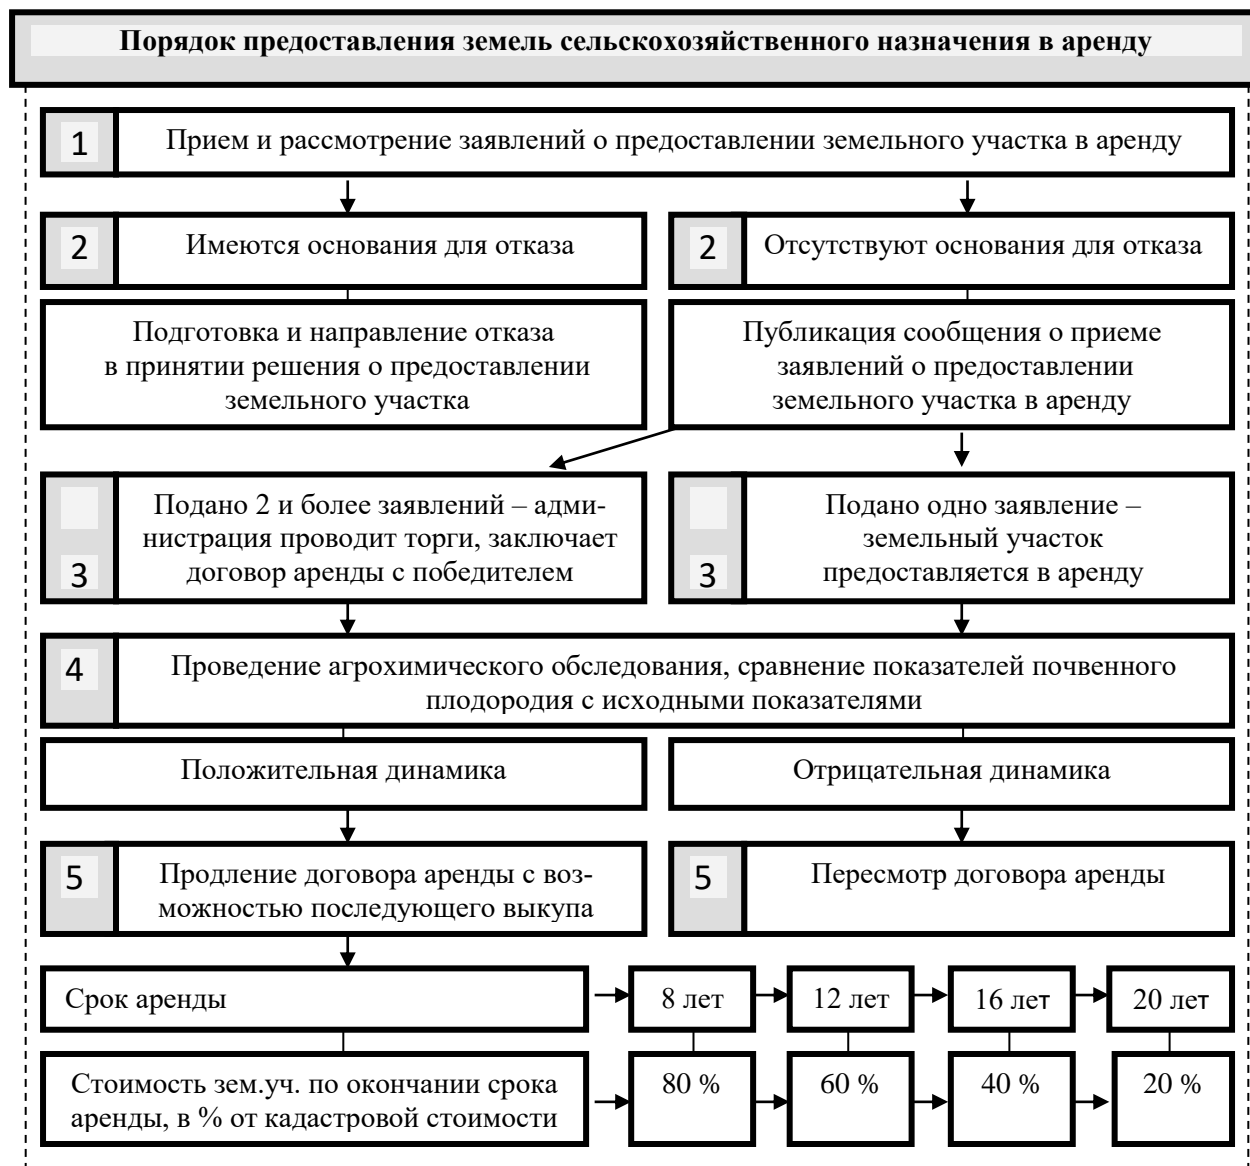 Порядок предоставления земель сельскохозяйственного назначения в аренду
1
Прием и рассмотрение заявлений о предоставлении земельного участка в аренду
2
Имеются основания для отказа
2
Отсутствуют основания для отказа
Подготовка и направление отказа
в принятии решения о предоставлении
земельного участка
Публикация сообщения о приеме
заявлений о предоставлении
земельного участка в аренду
3
Подано 2 и более заявлений – адми-
нистрация проводит торги, заключает
договор аренды с победителем
3
Подано одно заявление –
земельный участок
предоставляется в аренду
4
Проведение агрохимического обследования, сравнение показателей почвенного
плодородия с исходными показателями
Положительная динамика
Отрицательная динамика
5
Продление договора аренды с воз-
можностью последующего выкупа
5
Пересмотр договора аренды
Срок аренды
8 лет
12 лет
16 лет
20 лет
Стоимость зем.уч. по окончании срока
аренды, в % от кадастровой стоимости
80 %
60 %
40 %
20 %